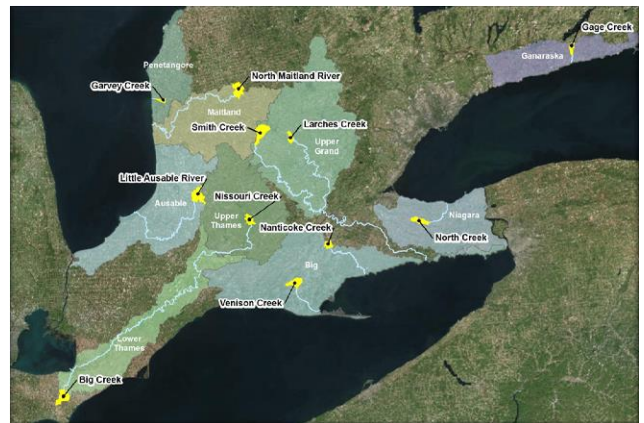 Gage Creek
Ganaraska
Penetangore
Garvey Creek
North Maitland River
Maitland
Smith Creek
Larches Creek
Upper
Grand
Little Ausable River
Ausable
Nissouri Creek
Upper
Thames
Nanticoke Creek
Niagara
North Creek
Big
Venison Creek
Lower
Thames
Big Creek